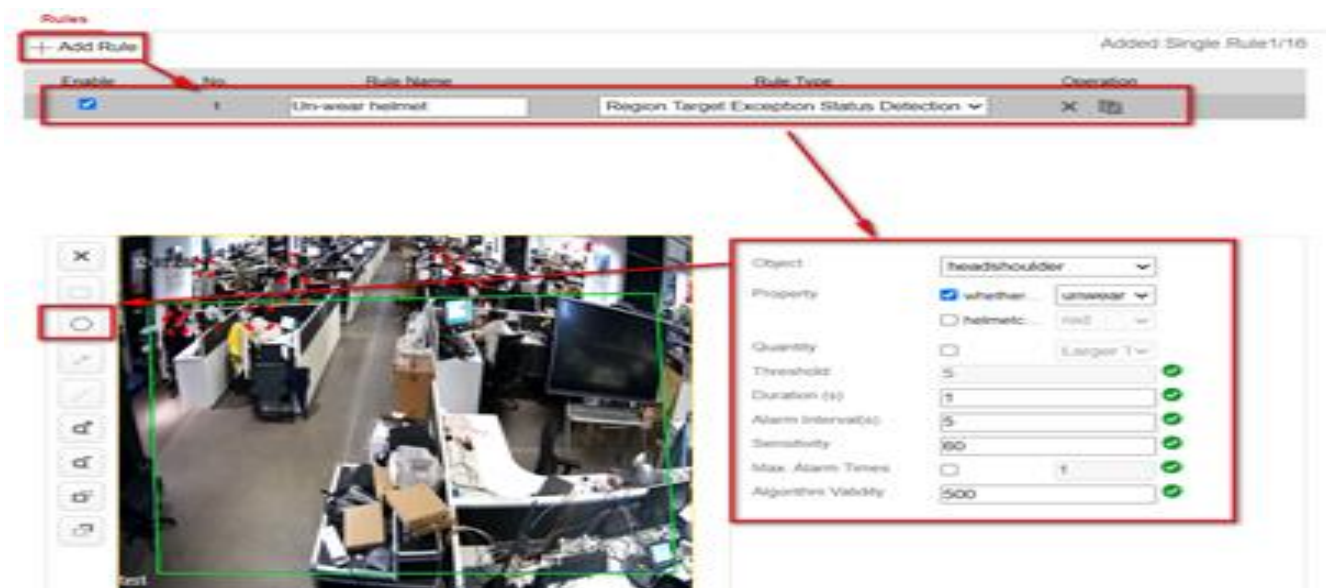 Rules
+ Add Rule
Added Single Rule1/16
Enable No Rule Name Rule Type Operation
1 Un-wear helmet Region Target Exception Status Detection
Object headshoulder
Property whether... unwear
helmetc...
Quantity Larger T
Threshold 5
Duration (s) 1
Alarm Interval(s) 5
Sensitivity 60
Max. Alarm Times 1
Algorithm Validity 500
test